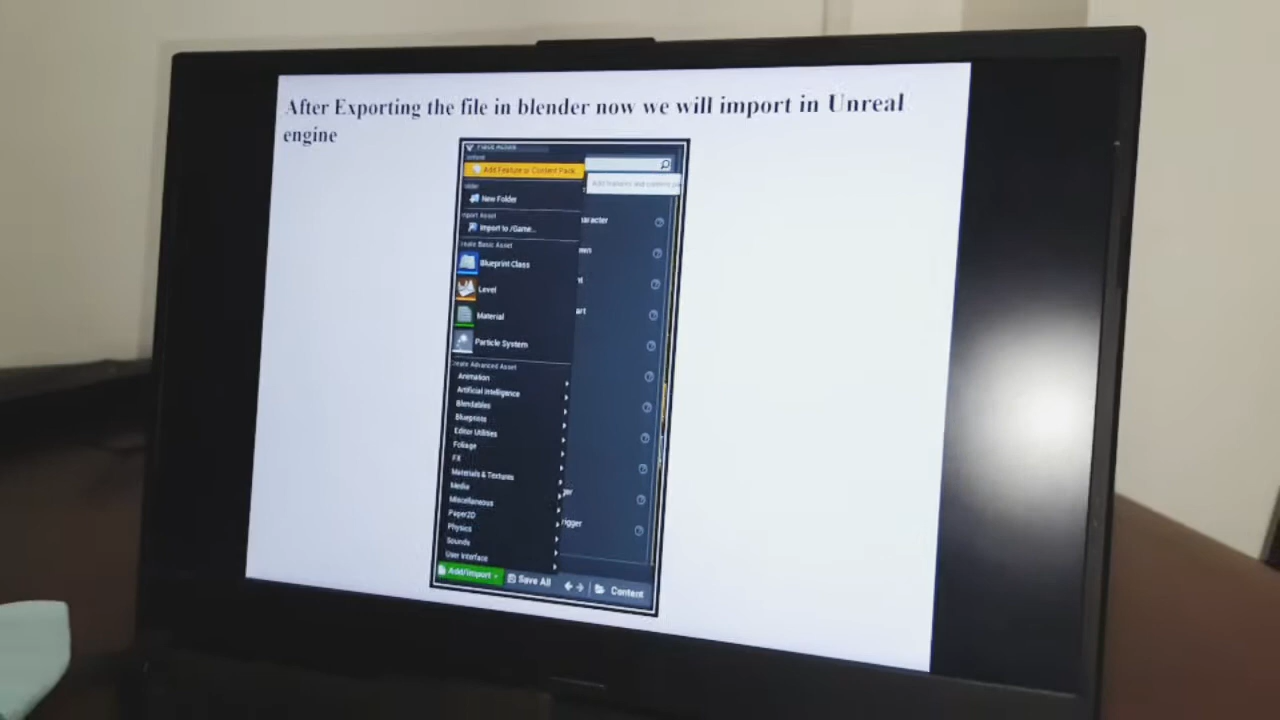 After Exporting the file in blender now we will import in Unreal
engine
Add Feature or Content Pack...
New Folder
Import to /Game...
Create Basic Asset
Blueprint Class
Level
Material
Particle System
Create Advanced Asset
Animation
Artificial Intelligence
Blendables
Blueprints
Editor Utilities
Foliage
FX
Materials & Textures
Media
Miscellaneous
Paper2D
Physics
Sounds
User Interface
Add/Import
Save All
Content